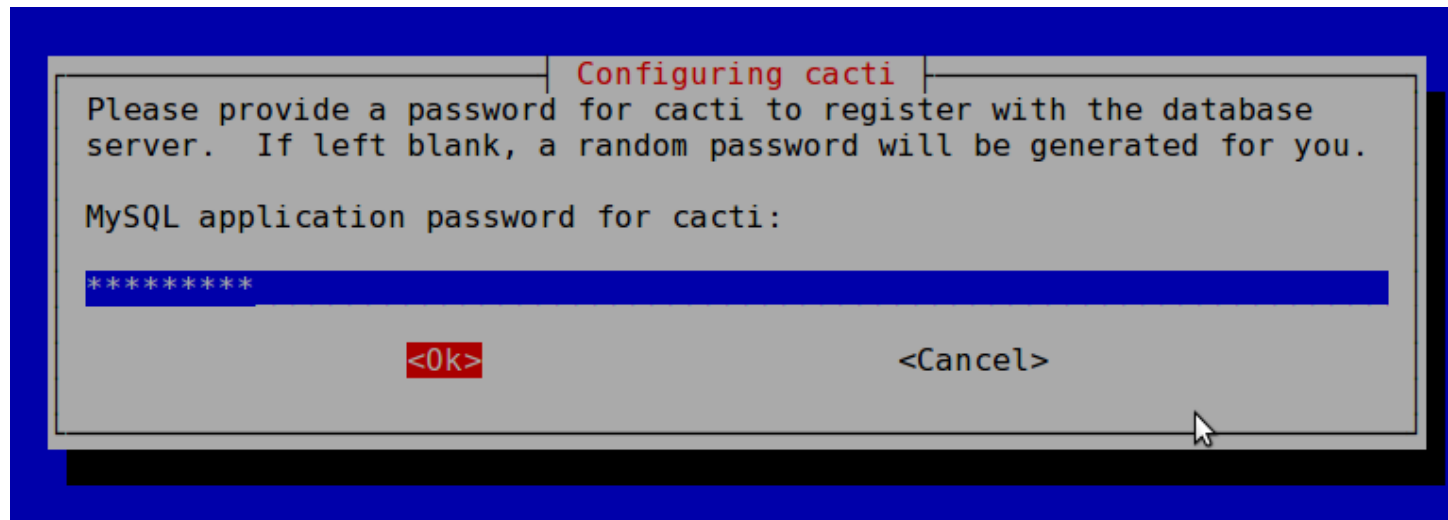 Configuring cacti
Please provide a password for cacti to register with the database
server.  If left blank, a random password will be generated for you.
MySQL application password for cacti:
*********
<Ok> <Cancel>